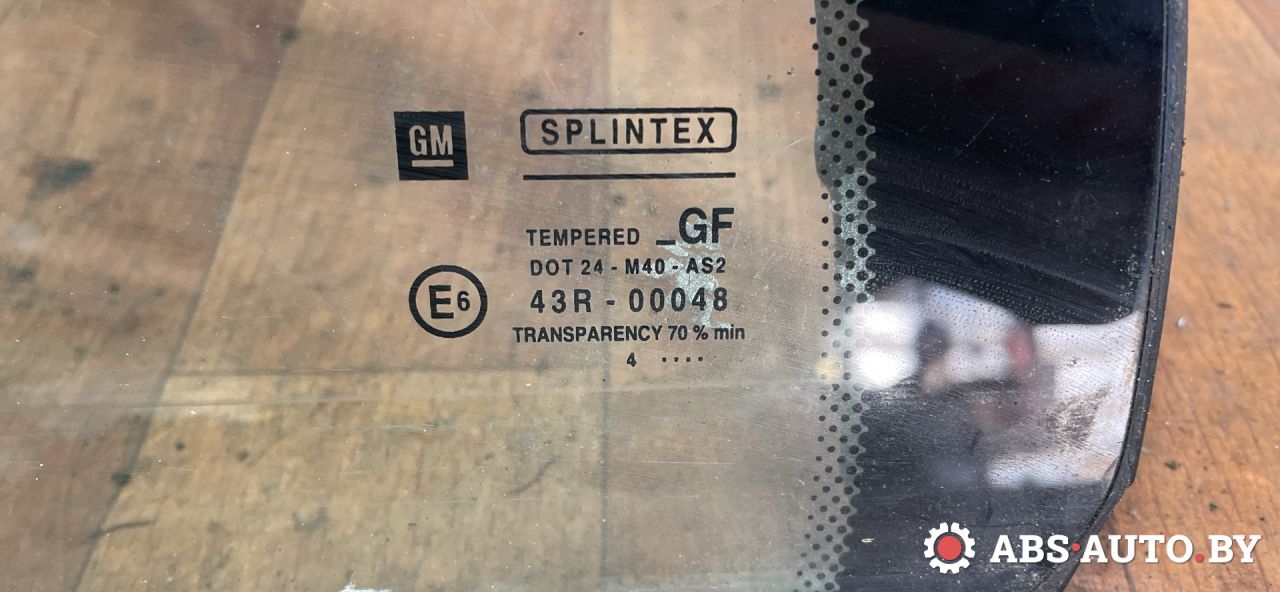 GM
SPLINTEX
TEMPERED _GF
DOT 24 - M40 - AS2
E6
43R - 00048
TRANSPARENCY 70 % min
4 ····
ABS·AUTO.BY